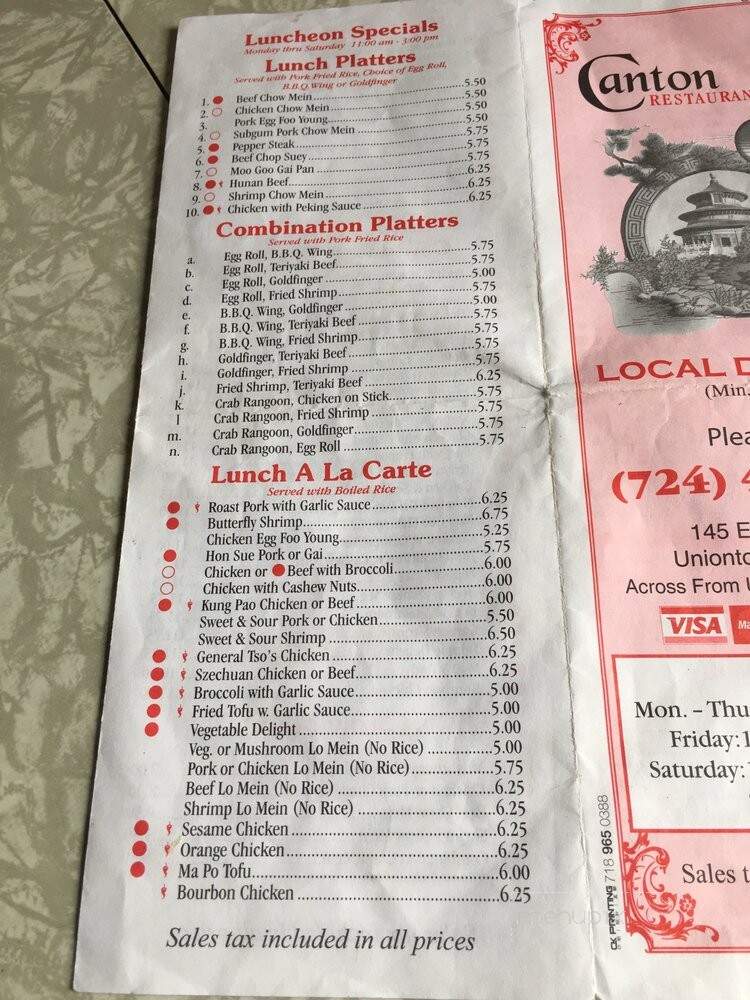 Luncheon Specials
Monday thru Saturday 11:00 am - 3:00 pm
Lunch Platters
Served with Pork Fried Rice, Choice of Egg Roll,
B.B.Q. Wing or Goldfinger
1. Beef Chow Mein 5.50
2. Chicken Chow Mein 5.50
3. Pork Egg Foo Young 5.50
4. Subgum Pork Chow Mein 5.50
5. Pepper Steak 5.75
6. Beef Chop Suey 5.75
7. Moo Goo Gai Pan 5.75
8. Hunan Beef 6.25
9. Shrimp Chow Mein 6.25
10. Chicken with Peking Sauce 6.25
Combination Platters
Served with Pork Fried Rice
a. Egg Roll, B.B.Q. Wing 5.75
b. Egg Roll, Teriyaki Beef 5.75
c. Egg Roll, Goldfinger 5.00
d. Egg Roll, Fried Shrimp 5.75
e. B.B.Q. Wing, Goldfinger 5.00
f. B.B.Q. Wing, Teriyaki Beef 5.75
g. B.B.Q. Wing, Fried Shrimp 5.75
h. Goldfinger, Teriyaki Beef 5.75
i. Goldfinger, Fried Shrimp 5.75
j. Fried Shrimp, Teriyaki Beef 6.25
k. Crab Rangoon, Chicken on Stick 5.75
l Crab Rangoon, Fried Shrimp 5.75
m. Crab Rangoon, Goldfinger 5.75
n. Crab Rangoon, Egg Roll 5.75
Lunch A La Carte
Served with Boiled Rice
Roast Pork with Garlic Sauce 6.25
Butterfly Shrimp 6.75
Chicken Egg Foo Young 5.25
Hon Sue Pork or Gai 5.75
Chicken or Beef with Broccoli 6.00
Chicken with Cashew Nuts 6.00
Kung Pao Chicken or Beef 6.00
Sweet & Sour Pork or Chicken 5.50
Sweet & Sour Shrimp 6.50
General Tso's Chicken 6.25
Szechuan Chicken or Beef 6.25
Broccoli with Garlic Sauce 5.00
Fried Tofu w. Garlic Sauce 5.00
Vegetable Delight 5.00
Veg. or Mushroom Lo Mein (No Rice) 5.00
Pork or Chicken Lo Mein (No Rice) 5.75
Beef Lo Mein (No Rice) 6.25
Shrimp Lo Mein (No Rice) 6.25
Sesame Chicken 6.25
Orange Chicken 6.25
Ma Po Tofu 6.00
Bourbon Chicken 6.25
Sales tax included in all prices
Canton
RESTAURAN
LOCAL D
(Min.
Plea
(724) 4
145 E
Unionto
Across From
VISA
Ma
Mon. – Thu
Friday: 1
Saturday:
Sales t
CK PRINTING 718 965 0388